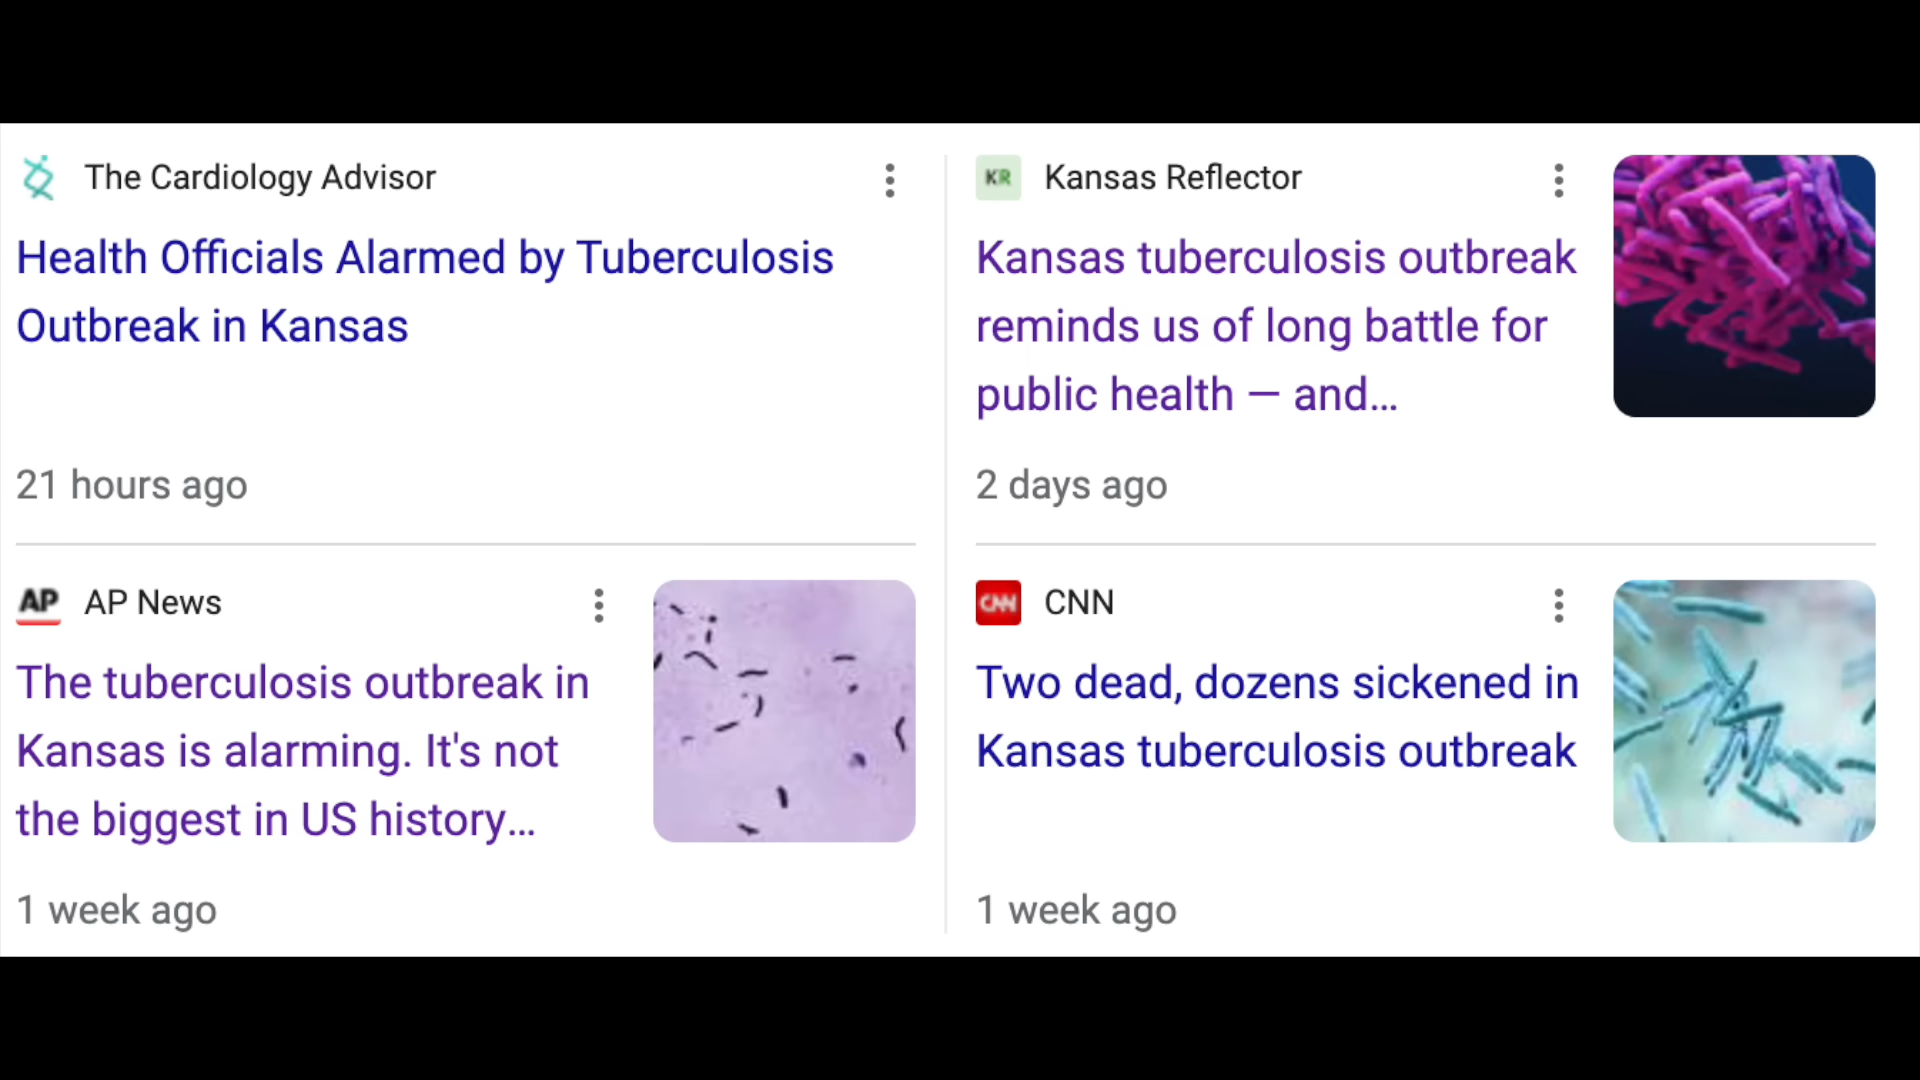 The Cardiology Advisor
Health Officials Alarmed by Tuberculosis
Outbreak in Kansas
21 hours ago
KR Kansas Reflector
Kansas tuberculosis outbreak
reminds us of long battle for
public health — and...
2 days ago
AP AP News
The tuberculosis outbreak in
Kansas is alarming. It's not
the biggest in US history...
1 week ago
CNN CNN
Two dead, dozens sickened in
Kansas tuberculosis outbreak
1 week ago